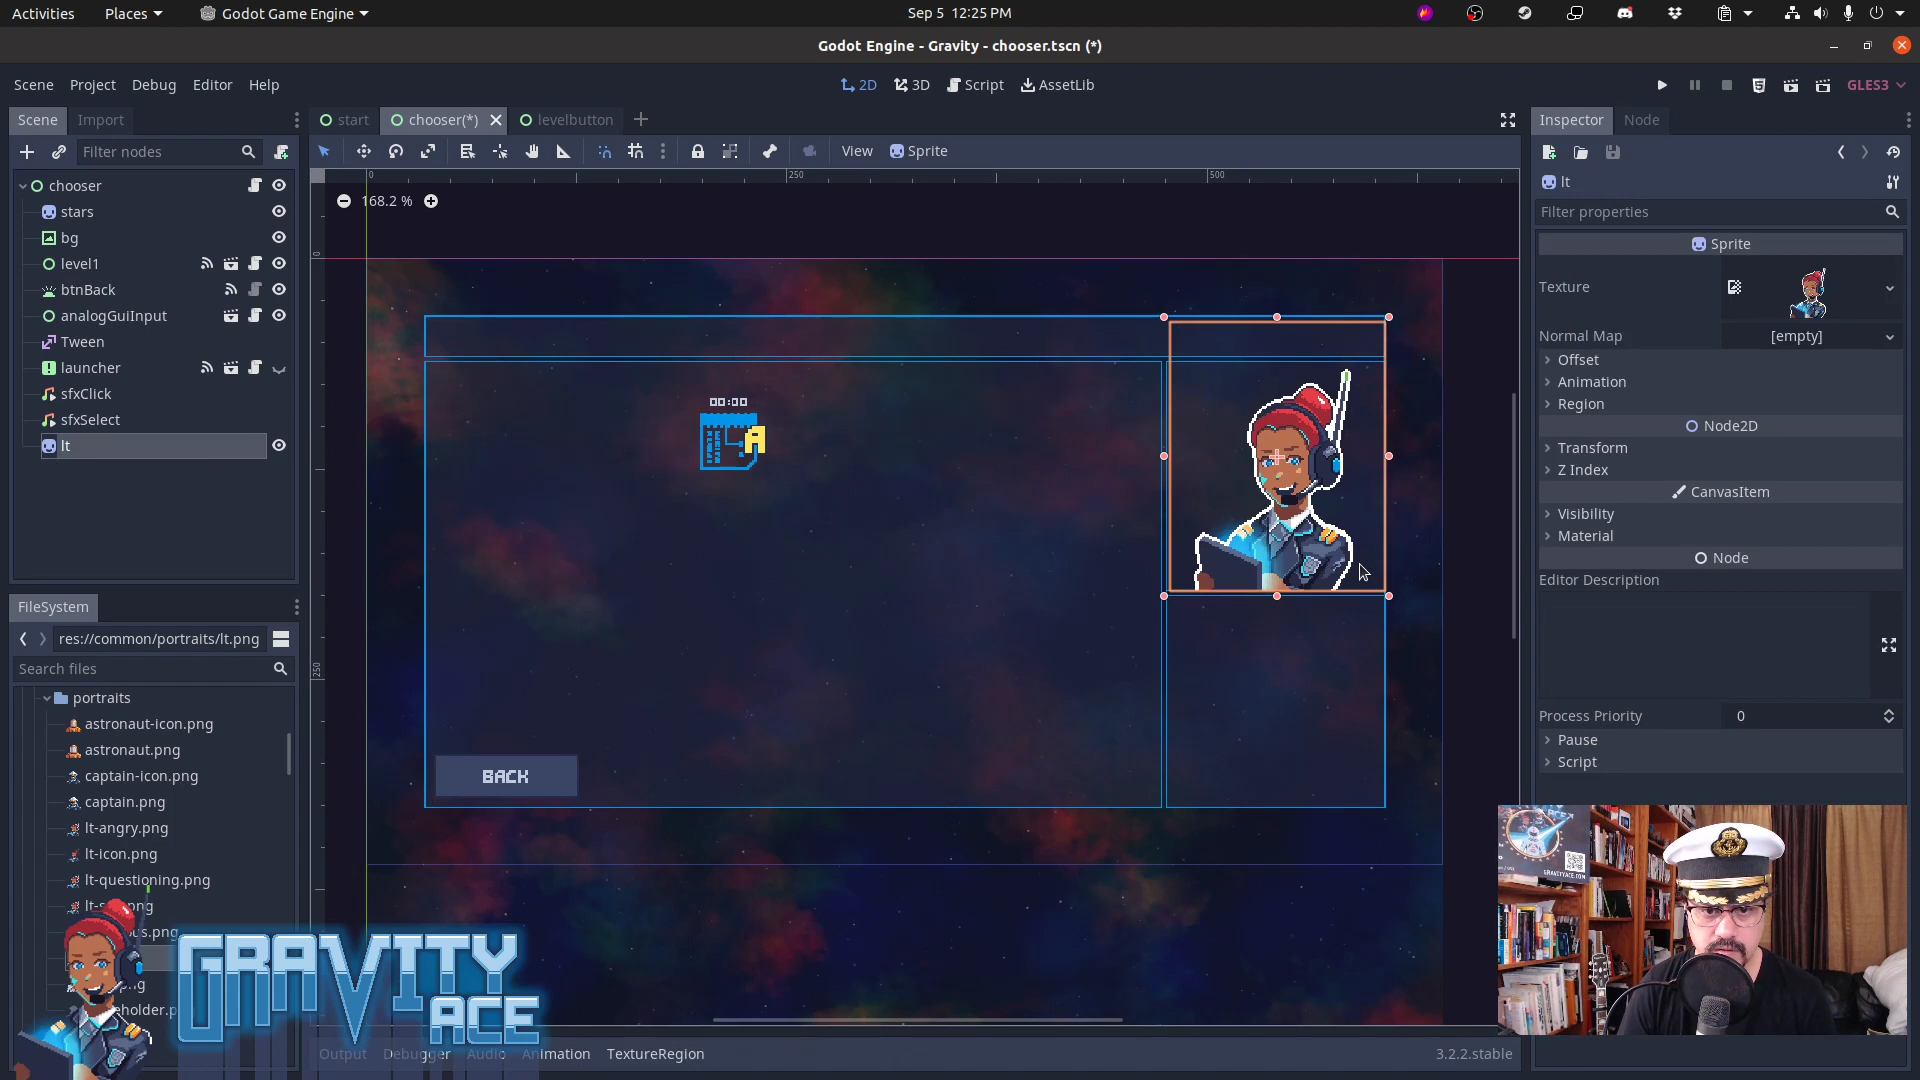 Activities Places Godot Game Engine Sep 5 12:25 PM
Godot Engine - Gravity - chooser.tscn (*)
Scene Project Debug Editor Help 2D 3D Script AssetLib GLES3
Scene Import start chooser(*) levelbutton Inspector Node
Filter nodes View Sprite
0 250 500
chooser
168.2 %
lt
stars
Filter properties
bg
Sprite
0
level1
Texture
btnBack
analogGuiInput
Normal Map [empty]
Tween
Offset
launcher
Animation
sfxClick
Region
00:00
A
sfxSelect
Node2D
lt
Transform
Z Index
CanvasItem
Visibility
Material
Node
Editor Description
FileSystem
res://common/portraits/lt.png
Search files
250
portraits
astronaut-icon.png
Process Priority 0
astronaut.png
Pause
captain-icon.png
Script
BACK
captain.png
lt-angry.png
lt-icon.png
lt-questioning.png
GRAVITY
ACE
GRAVITYACE.COM
Output Debugger Audio Animation TextureRegion 3.2.2.stable